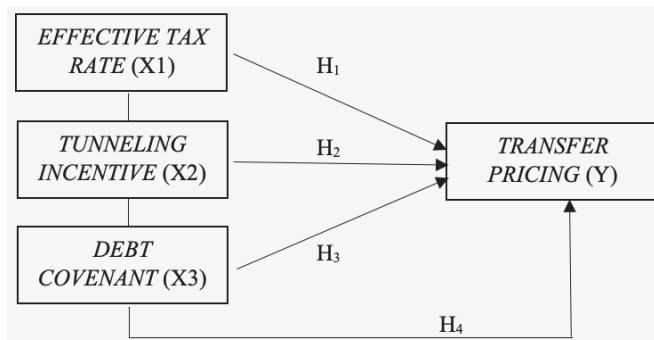 EFFECTIVE TAX
RATE (X1)
H₁
TUNNELING
INCENTIVE (X2)
H₂
TRANSFER
PRICING (Y)
DEBT
COVENANT (X3)
H₃
H₄